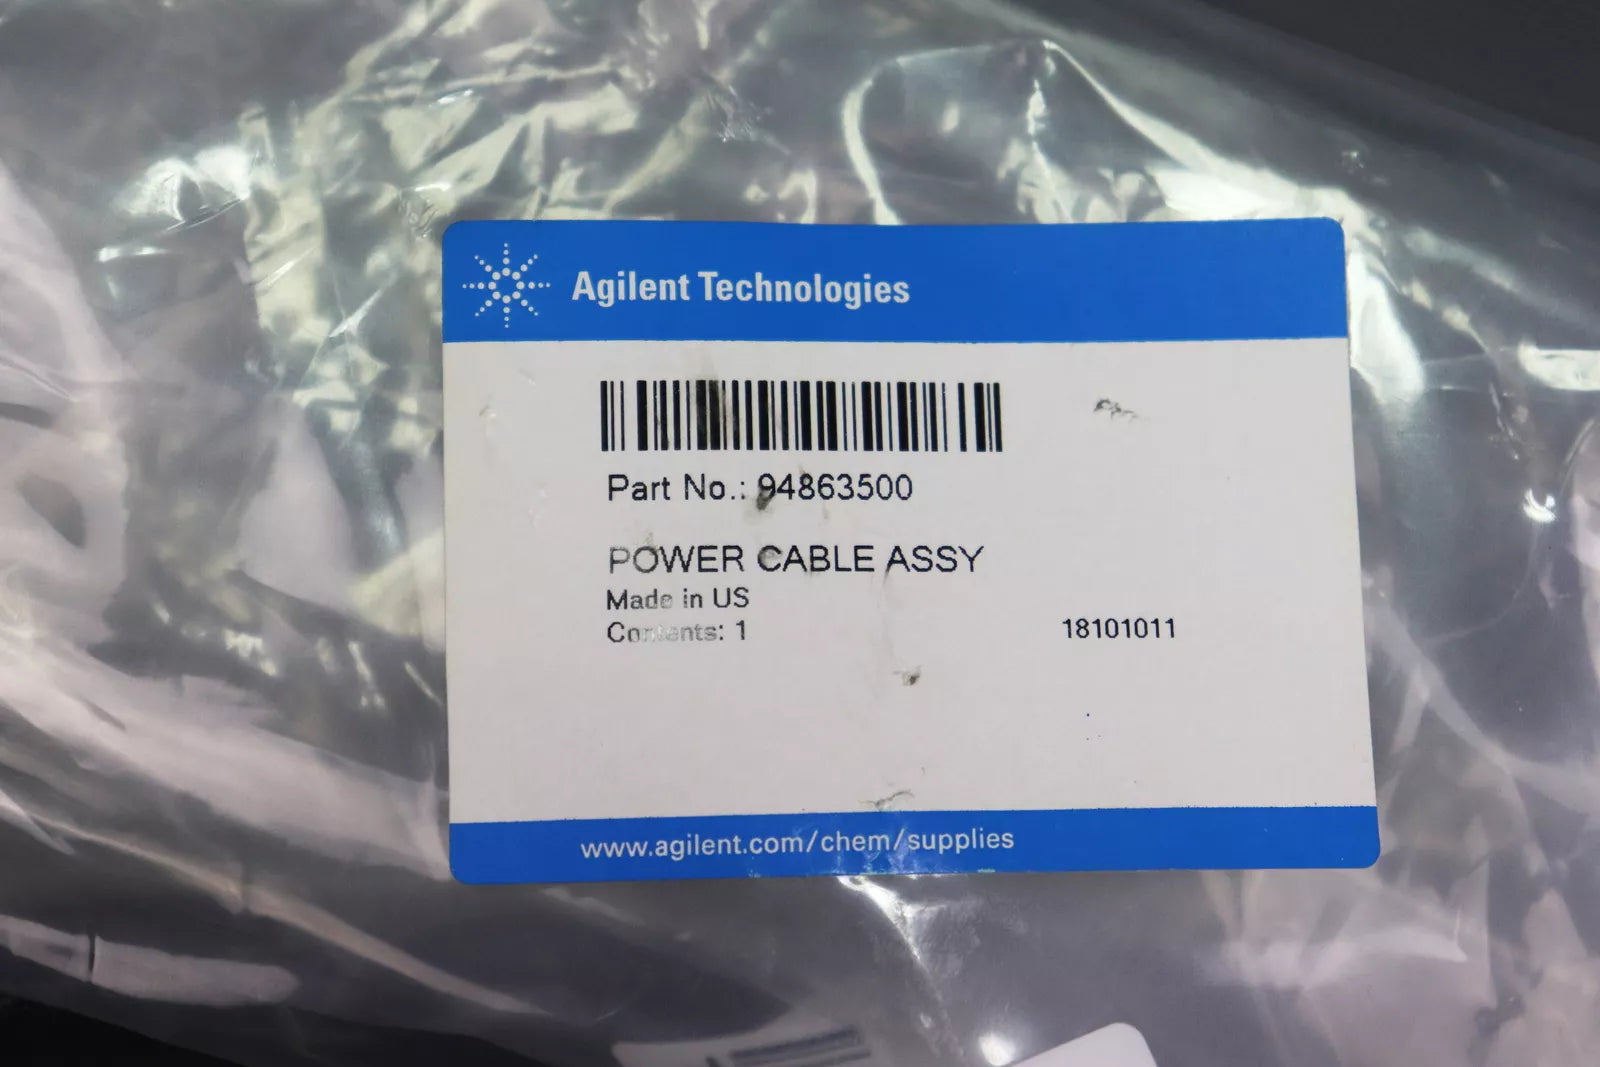 Agilent Technologies
Part No.: 94863500
POWER CABLE ASSY
Made in US
Contents: 1
18101011
www.agilent.com/chem/supplies